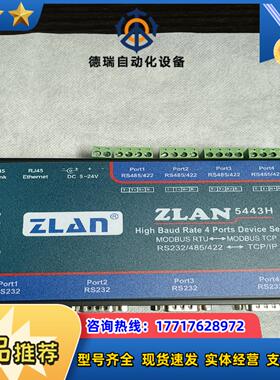 德瑞自动化设备
RJ45
Ethernet
DC 5-24V
Port1
RS485/422
Port2
RS485/422
Port3
RS485/422
Port4
RS485/422
ZLAN®
ZLAN 5443H
High Baud Rate 4 Ports Device Se
MODBUS RTU MODBUS TCP
RS232/485/422 TCP/IP
RS232
Port2
RS232
Port3
RS232
Port4
RS232
咨询热线：17717628972
品推荐
型号齐全 现货速发 实体经营